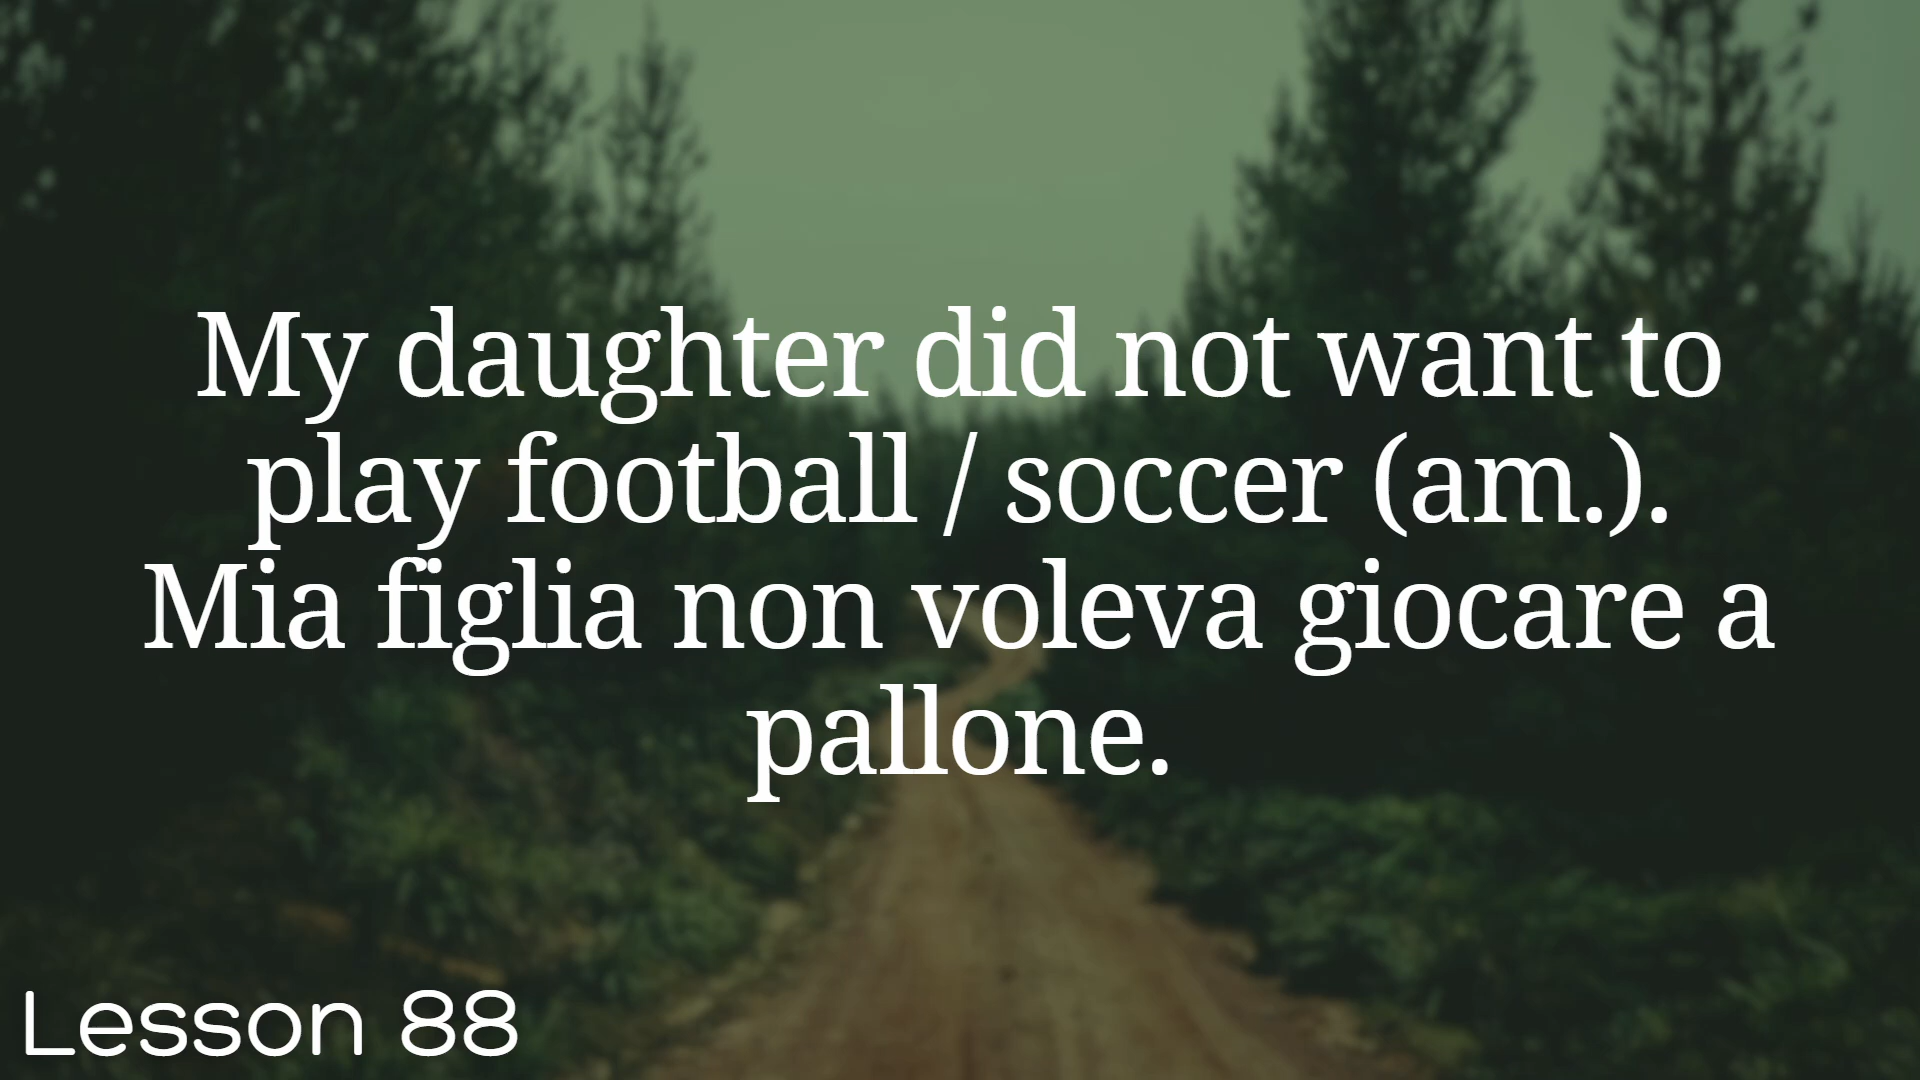 My daughter did not want to
play football / soccer (am.).
Mia figlia non voleva giocare a
pallone.
Lesson 88